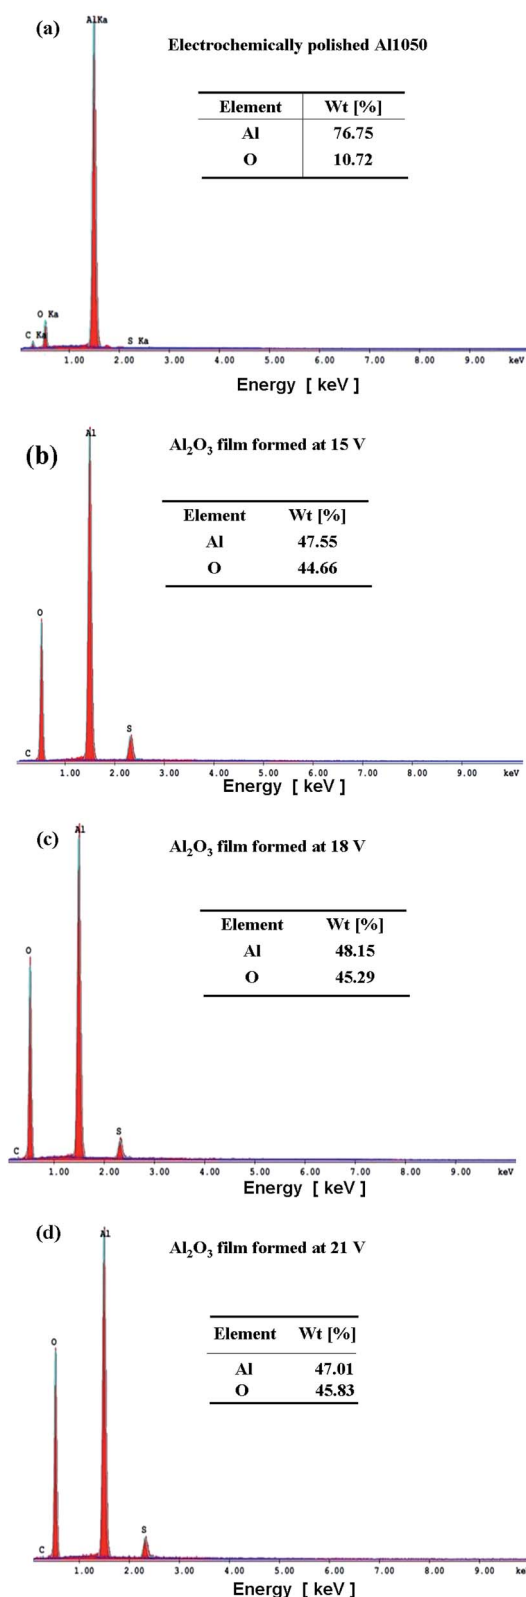 (a)
AlKa
Electrochemically polished Al1050
Element Wt [%]
Al 76.75
O 10.72
O Ka
C Ka
S Ka
1.00 2.00 3.00 4.00 5.00 6.00 7.00 8.00 9.00 keV
Energy [ keV ]
(b)
Al
Al₂O₃ film formed at 15 V
Element Wt [%]
Al 47.55
O 44.66
O
S
C
1.00 2.00 3.00 4.00 5.00 6.00 7.00 8.00 9.00 keV
Energy [ keV ]
(c)
Al
Al₂O₃ film formed at 18 V
Element Wt [%]
Al 48.15
O 45.29
O
S
C
1.00 2.00 3.00 4.00 5.00 6.00 7.00 8.00 9.00 keV
Energy [ keV ]
(d)
Al
Al₂O₃ film formed at 21 V
Element Wt [%]
Al 47.01
O 45.83
O
S
C
1.00 2.00 3.00 4.00 5.00 6.00 7.00 8.00 9.00 ke
Energy [ keV ]